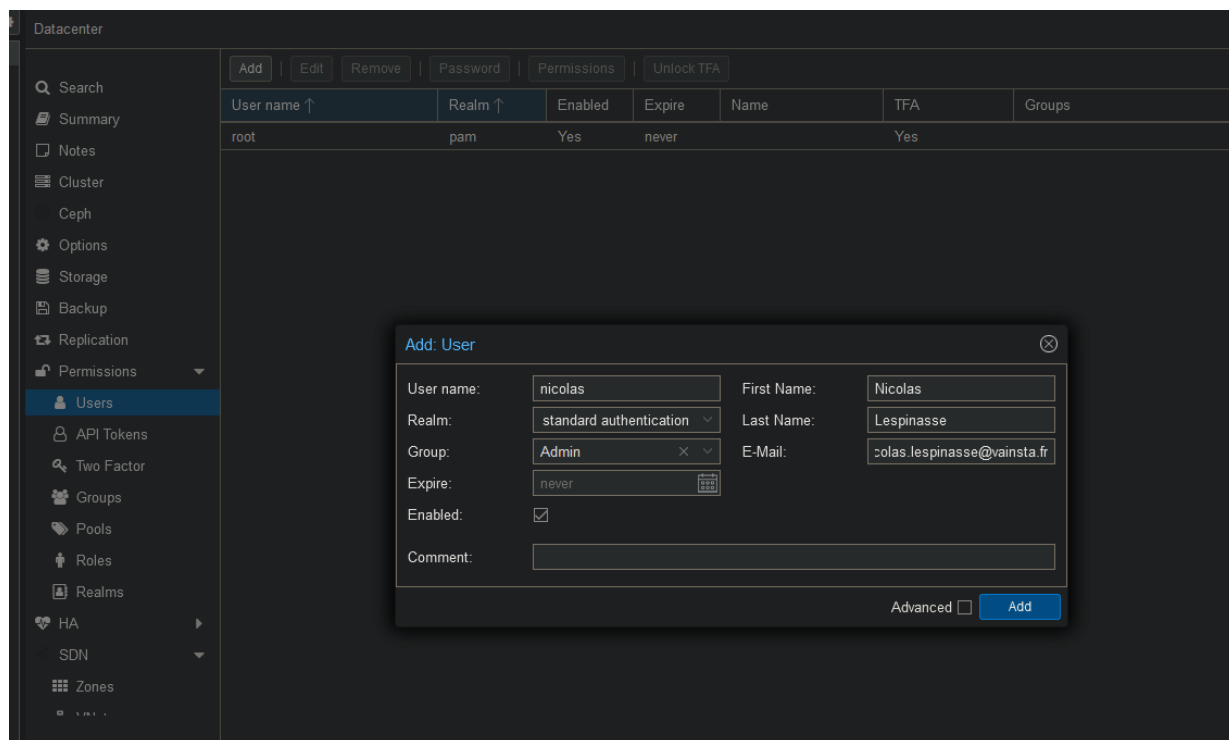 Datacenter
Search
Summary
Notes
Cluster
Ceph
Options
Storage
Backup
Replication
Permissions
Users
API Tokens
Two Factor
Groups
Pools
Roles
Realms
HA
SDN
Zones
Add Edit Remove Password Permissions Unlock TFA
User name Realm Enabled Expire Name TFA Groups
root pam Yes never Yes
Add: User
User name: nicolas First Name: Nicolas
Realm: standard authentication Last Name: Lespinasse
Group: Admin E-Mail: colas.lespinasse@vainsta.fr
Expire: never
Enabled:
Comment:
Advanced Add